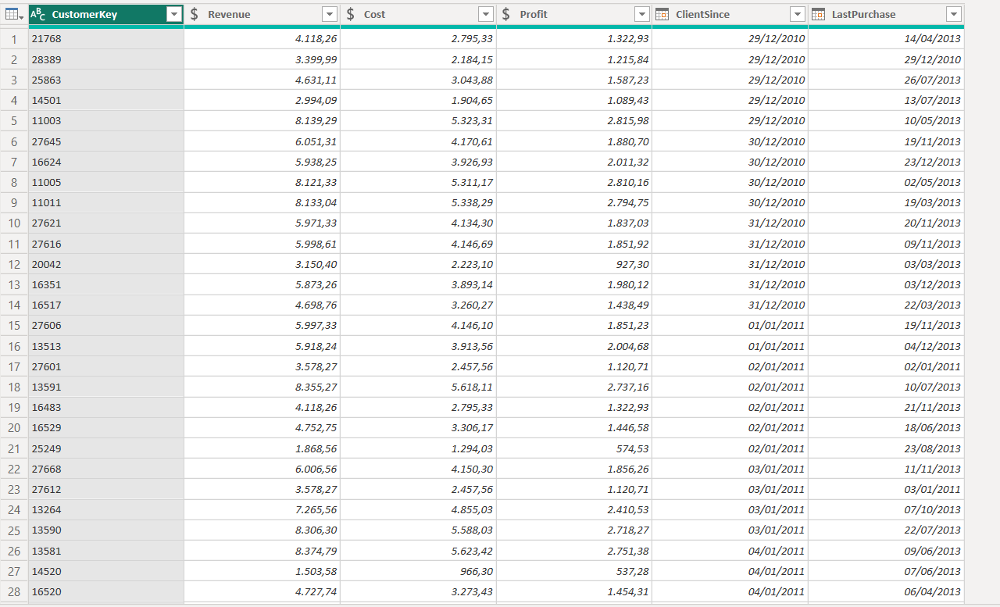 ABC CustomerKey $ Revenue $ Cost $ Profit ClientSince LastPurchase
1 21768 4.118,26 2.795,33 1.322,93 29/12/2010 14/04/2013
2 28389 3.399,99 2.184,15 1.215,84 29/12/2010 29/12/2010
3 25863 4.631,11 3.043,88 1.587,23 29/12/2010 26/07/2013
4 14501 2.994,09 1.904,65 1.089,43 29/12/2010 13/07/2013
5 11003 8.139,29 5.323,31 2.815,98 29/12/2010 10/05/2013
6 27645 6.051,31 4.170,61 1.880,70 30/12/2010 19/11/2013
7 16624 5.938,25 3.926,93 2.011,32 30/12/2010 23/12/2013
8 11005 8.121,33 5.311,17 2.810,16 30/12/2010 02/05/2013
9 11011 8.133,04 5.338,29 2.794,75 30/12/2010 19/03/2013
10 27621 5.971,33 4.134,30 1.837,03 31/12/2010 20/11/2013
11 27616 5.998,61 4.146,69 1.851,92 31/12/2010 09/11/2013
12 20042 3.150,40 2.223,10 927,30 31/12/2010 03/03/2013
13 16351 5.873,26 3.893,14 1.980,12 31/12/2010 03/12/2013
14 16517 4.698,76 3.260,27 1.438,49 31/12/2010 22/03/2013
15 27606 5.997,33 4.146,10 1.851,23 01/01/2011 19/11/2013
16 13513 5.918,24 3.913,56 2.004,68 01/01/2011 04/12/2013
17 27601 3.578,27 2.457,56 1.120,71 02/01/2011 02/01/2011
18 13591 8.355,27 5.618,11 2.737,16 02/01/2011 10/07/2013
19 16483 4.118,26 2.795,33 1.322,93 02/01/2011 21/11/2013
20 16529 4.752,75 3.306,17 1.446,58 02/01/2011 18/06/2013
21 25249 1.868,56 1.294,03 574,53 02/01/2011 23/08/2013
22 27668 6.006,56 4.150,30 1.856,26 03/01/2011 11/11/2013
23 27612 3.578,27 2.457,56 1.120,71 03/01/2011 03/01/2011
24 13264 7.265,56 4.855,03 2.410,53 03/01/2011 07/10/2013
25 13590 8.306,30 5.588,03 2.718,27 03/01/2011 22/07/2013
26 13581 8.374,79 5.623,42 2.751,38 04/01/2011 09/06/2013
27 14520 1.503,58 966,30 537,28 04/01/2011 07/06/2013
28 16520 4.727,74 3.273,43 1.454,31 04/01/2011 06/04/2013